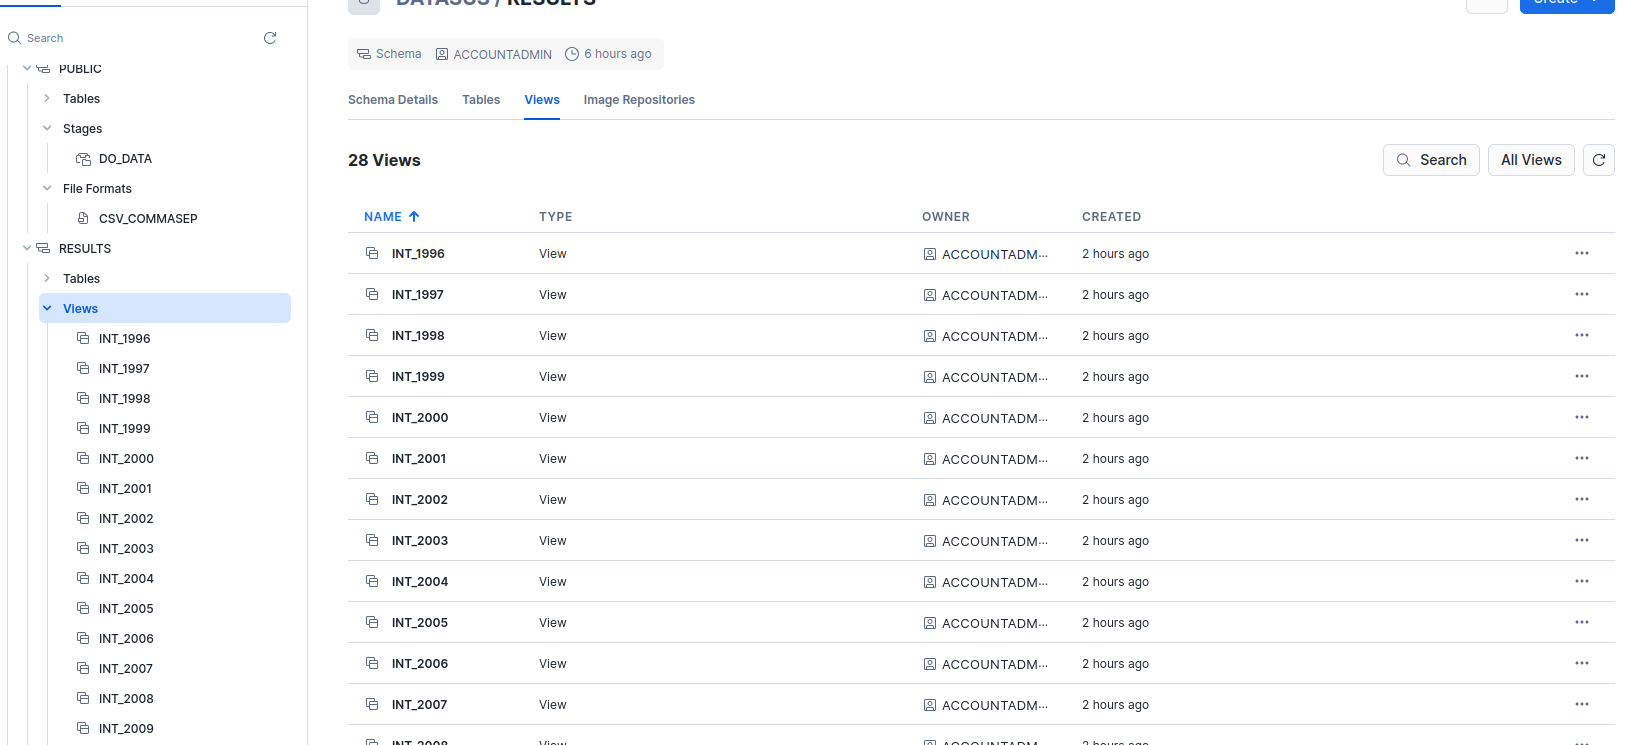 DATASUS / RESULTS
Create
Search
PUBLIC
Tables
Stages
DO_DATA
File Formats
CSV_COMMASEP
RESULTS
Tables
Views
INT_1996
INT_1997
INT_1998
INT_1999
INT_2000
INT_2001
INT_2002
INT_2003
INT_2004
INT_2005
INT_2006
INT_2007
INT_2008
INT_2009
Schema ACCOUNTADMIN 6 hours ago
Schema Details Tables Views Image Repositories
28 Views
Search All Views
NAME TYPE OWNER CREATED
INT_1996 View ACCOUNTADM... 2 hours ago
INT_1997 View ACCOUNTADM... 2 hours ago
INT_1998 View ACCOUNTADM... 2 hours ago
INT_1999 View ACCOUNTADM... 2 hours ago
INT_2000 View ACCOUNTADM... 2 hours ago
INT_2001 View ACCOUNTADM... 2 hours ago
INT_2002 View ACCOUNTADM... 2 hours ago
INT_2003 View ACCOUNTADM... 2 hours ago
INT_2004 View ACCOUNTADM... 2 hours ago
INT_2005 View ACCOUNTADM... 2 hours ago
INT_2006 View ACCOUNTADM... 2 hours ago
INT_2007 View ACCOUNTADM... 2 hours ago
INT_2008 View ACCOUNTADM... 2 hours ago